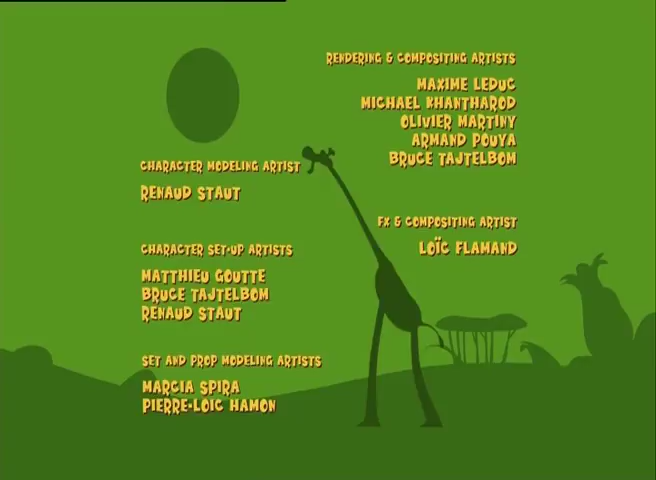 CHARACTER MODELING ARTIST
RENAUD STAUT
CHARACTER SET-UP ARTISTS
MATTHIEU GOUTTE
BRUCE TAJTELBOM
RENAUD STAUT
SET AND PROP MODELING ARTISTS
MARCIA SPIRA
PIERRE-LOIC HAMON
RENDERING & COMPOSITING ARTISTS
MAXIME LEDUC
MICHAEL KHANTHAROD
OLIVIER MARTINY
ARMAND POUYA
BRUCE TAJTELBOM
FX & COMPOSITING ARTIST
LOÏC FLAMAND